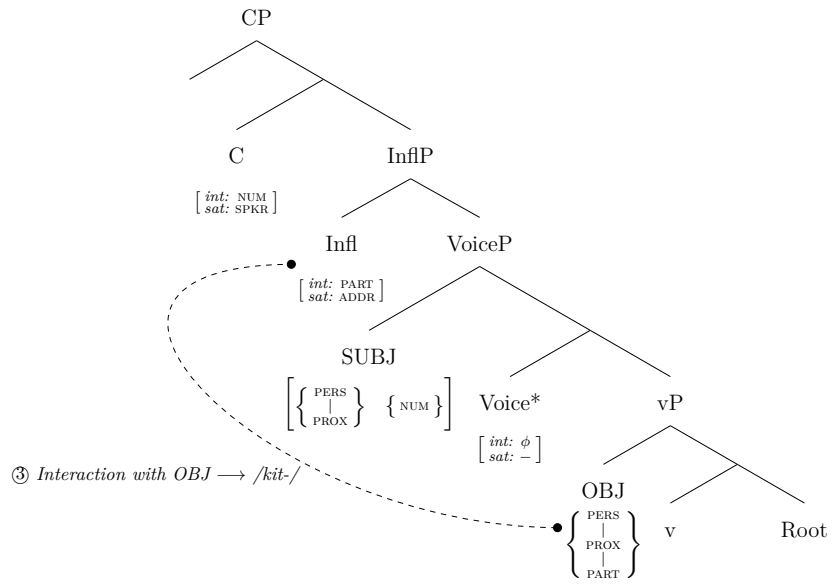 CP
C
InflP
[ int: NUM
sat: SPKR ]
Infl
VoiceP
[ int: PART
sat: ADDR ]
SUBJ
[ { PERS
|
PROX } { NUM } ]
Voice*
vP
[ int: ϕ
sat: – ]
③ Interaction with OBJ ⟶ /kit-/
OBJ
{ PERS
|
PROX
|
PART }
v
Root